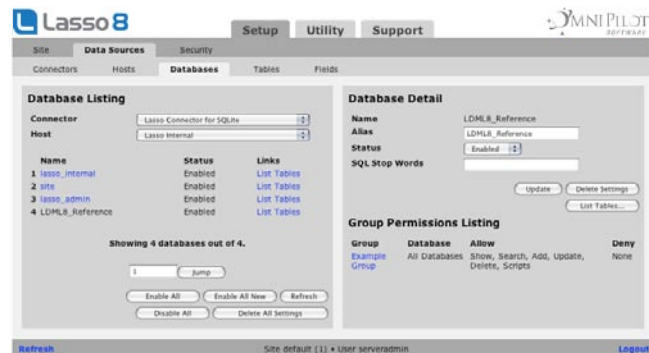 Lasso 8
Setup Utility Support
OMNIPILOT
SOFTWARE
Site Data Sources Security
Connectors Hosts Databases Tables Fields
Database Listing
Connector Lasso Connector for SQLite
Host Lasso Internal
Name Status Links
1 lasso_internal Enabled List Tables
2 site Enabled List Tables
3 lasso_admin Enabled List Tables
4 LDML8_Reference Enabled List Tables
Showing 4 databases out of 4.
1 Jump
Enable All Enable All New Refresh
Disable All Delete All Settings
Database Detail
Name LDML8_Reference
Alias LDML8_Reference
Status Enabled
SQL Stop Words
Update Delete Settings
List Tables...
Group Permissions Listing
Group Database Allow Deny
Example Group All Databases Show, Search, Add, Update, Delete, Scripts None
Refresh Site default (1) • User serveradmin Logout